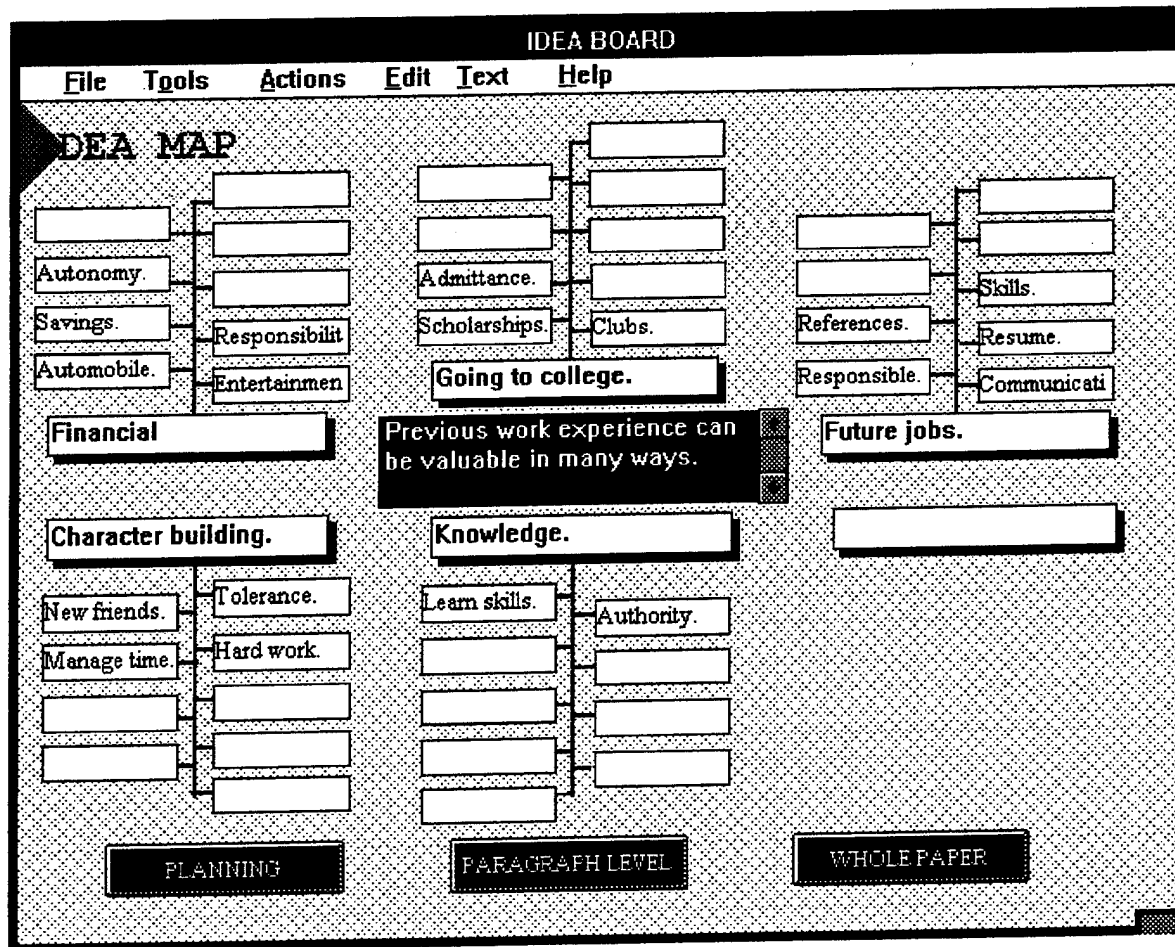 IDEA BOARD
File Tools Actions Edit Text Help
IDEA MAP
Autonomy.
Savings.
Automobile.
Responsibilit
Entertainmen
Financial
Admittance.
Scholarships.
Clubs.
Going to college.
Previous work experience can
be valuable in many ways.
References.
Responsible.
Skills.
Resume.
Communicati
Future jobs.
Character building.
New friends.
Manage time.
Tolerance.
Hard work.
Knowledge.
Learn skills.
Authority.
PLANNING
PARAGRAPH LEVEL
WHOLE PAPER